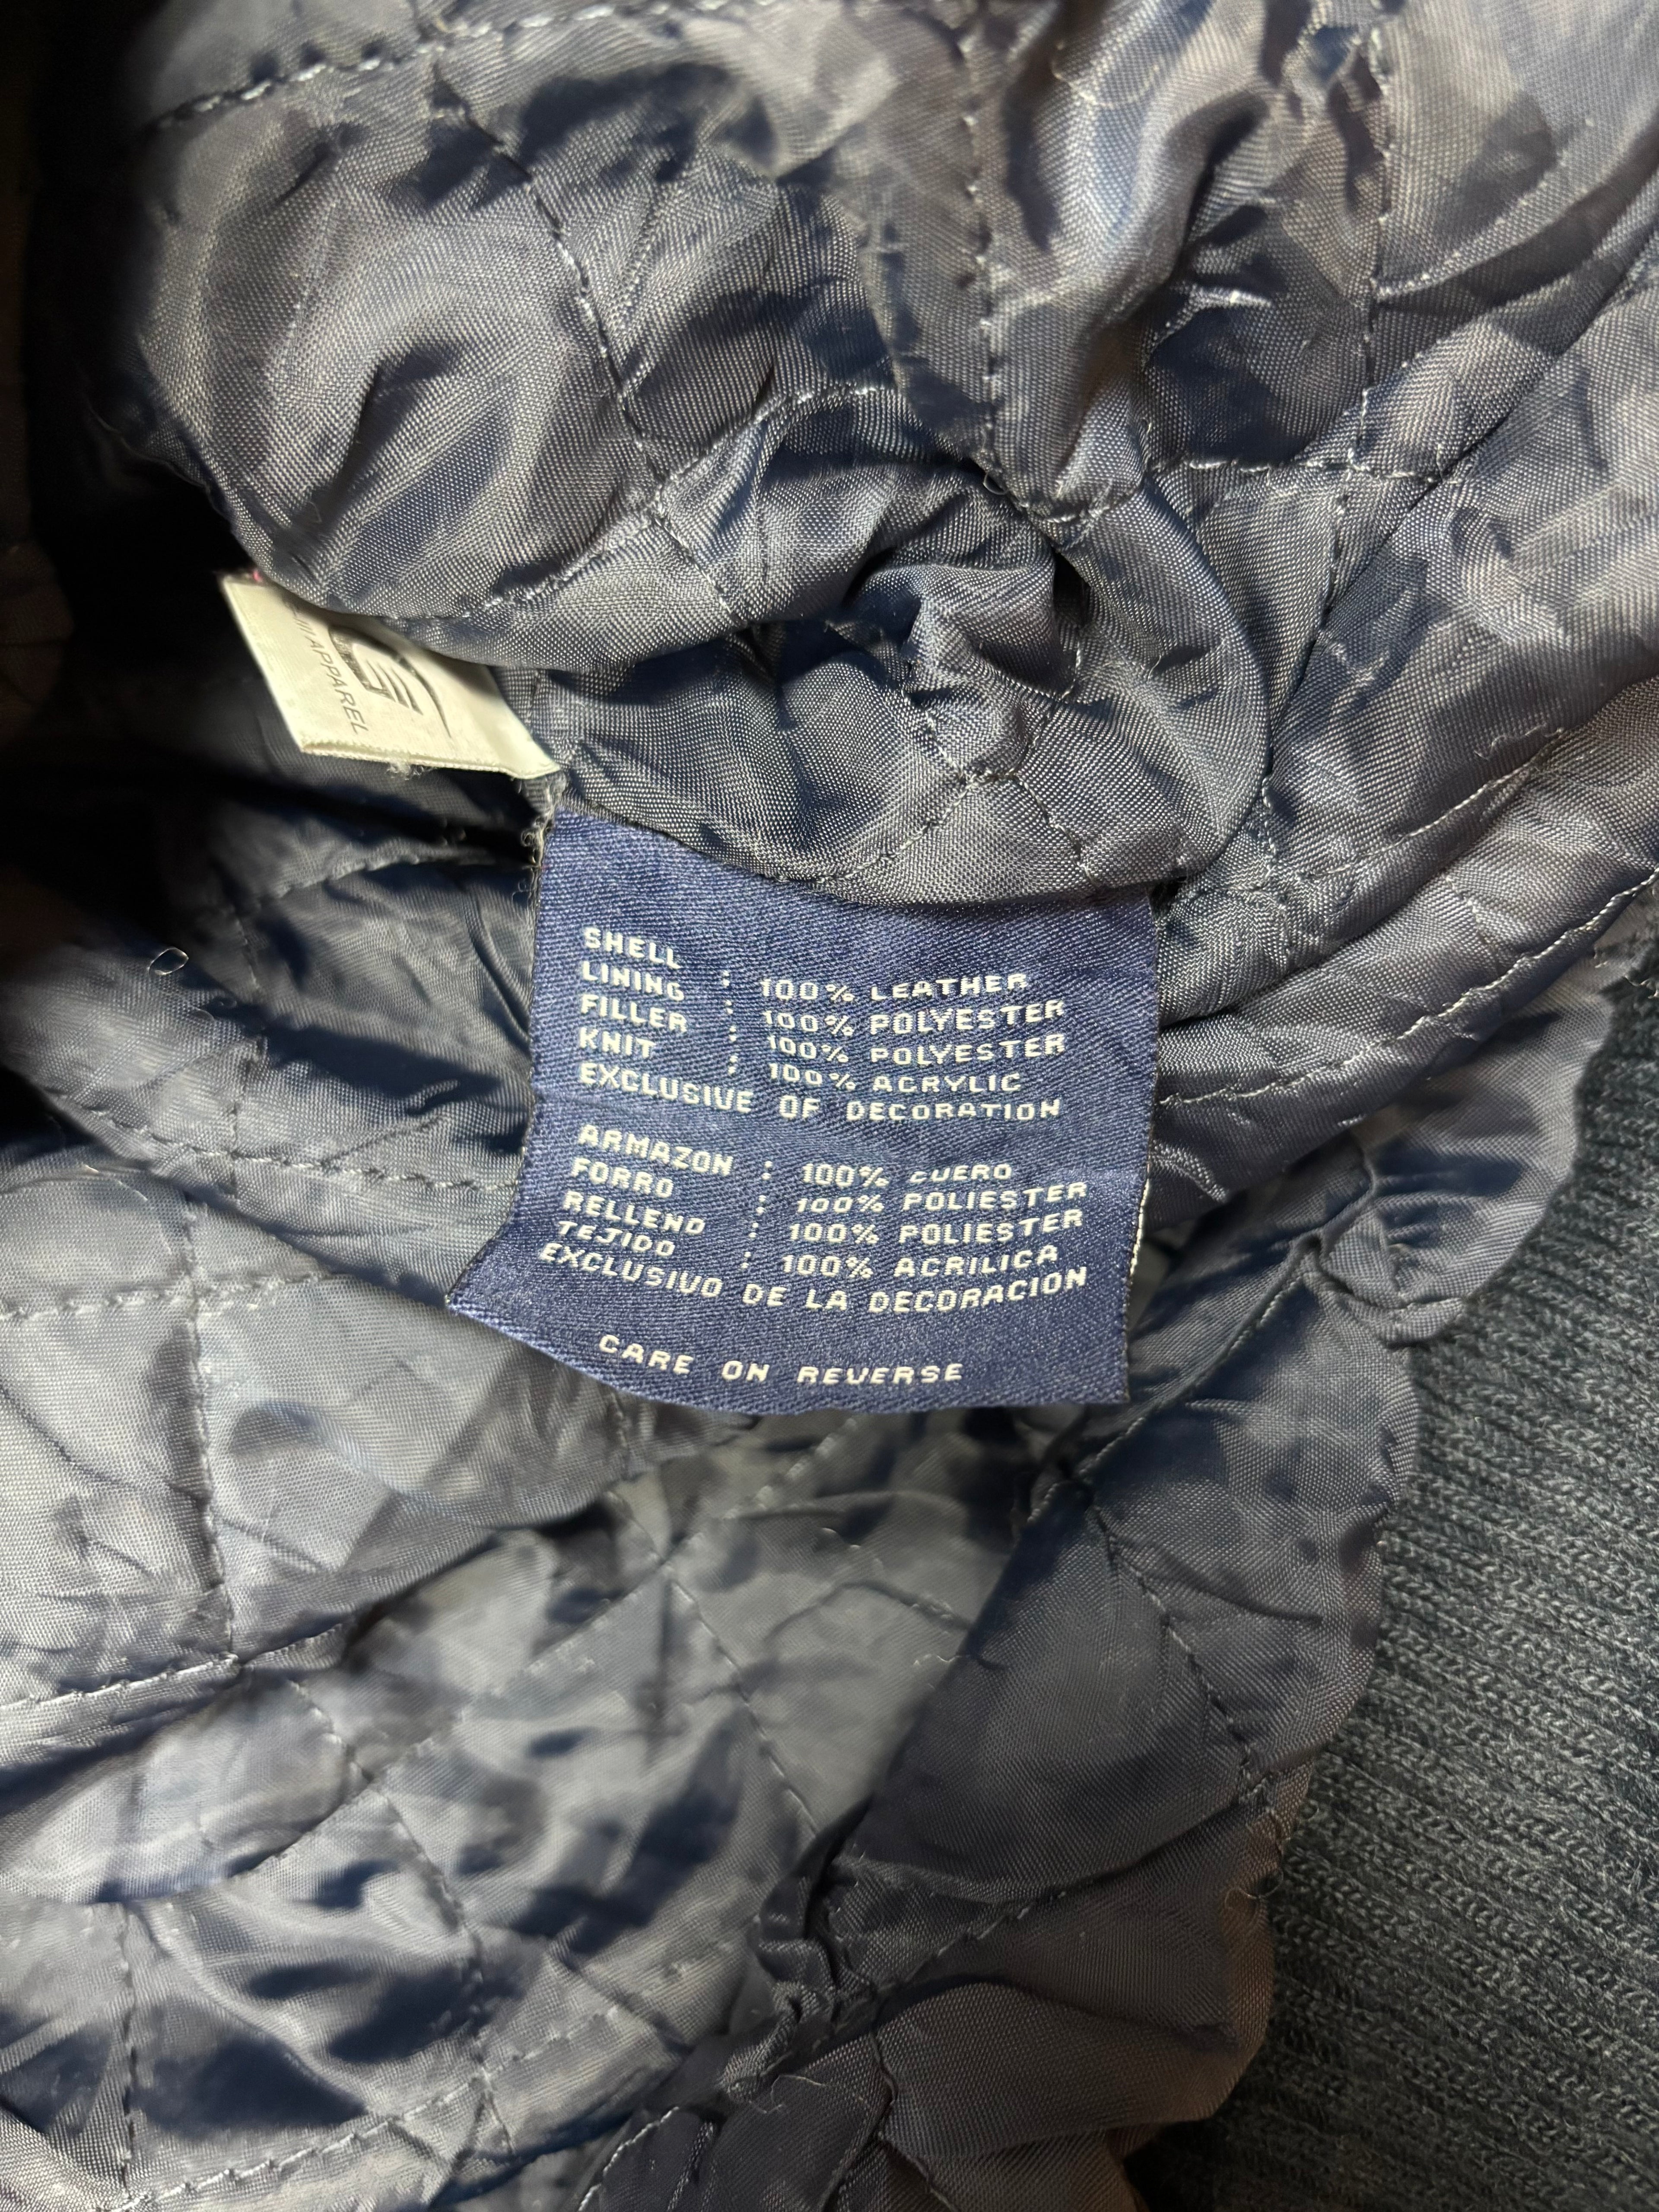 APPAREL
SHELL : 100% LEATHER
LINING : 100% POLYESTER
FILLER : 100% POLYESTER
KNIT : 100% ACRYLIC
EXCLUSIVE OF DECORATION
ARMAZON : 100% CUERO
FORRO : 100% POLIESTER
RELLENO : 100% POLIESTER
TEJIDO : 100% ACRILICA
EXCLUSIVO DE LA DECORACION
CARE ON REVERSE